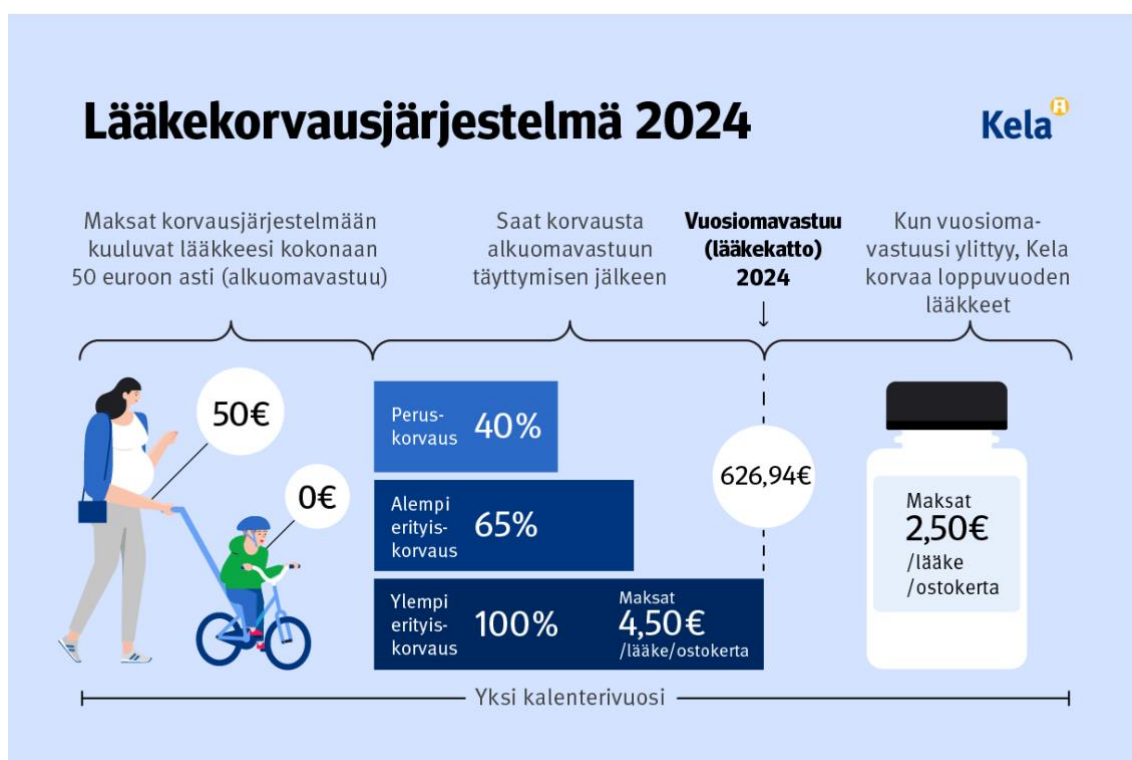 Lääkekorvausjärjestelmä 2024
Kela
Maksat korvausjärjestelmään
kuuluvat lääkkeesi kokonaan
50 euroon asti (alkuomavastuu)
Saat korvausta
alkuomavastuun
täyttymisen jälkeen
Vuosiomavastuu
(lääkekatto)
2024
Kun vuosioma-
vastuusi ylittyy, Kela
korvaa loppuvuoden
lääkkeet
50€
0€
Perus-
korvaus
40%
Alempi
erityis-
korvaus
65%
Ylempi
erityis-
korvaus
100%
Maksat
4,50€
/lääke/ostokerta
626,94€
Maksat
2,50€
/lääke
/ostokerta
Yksi kalenterivuosi